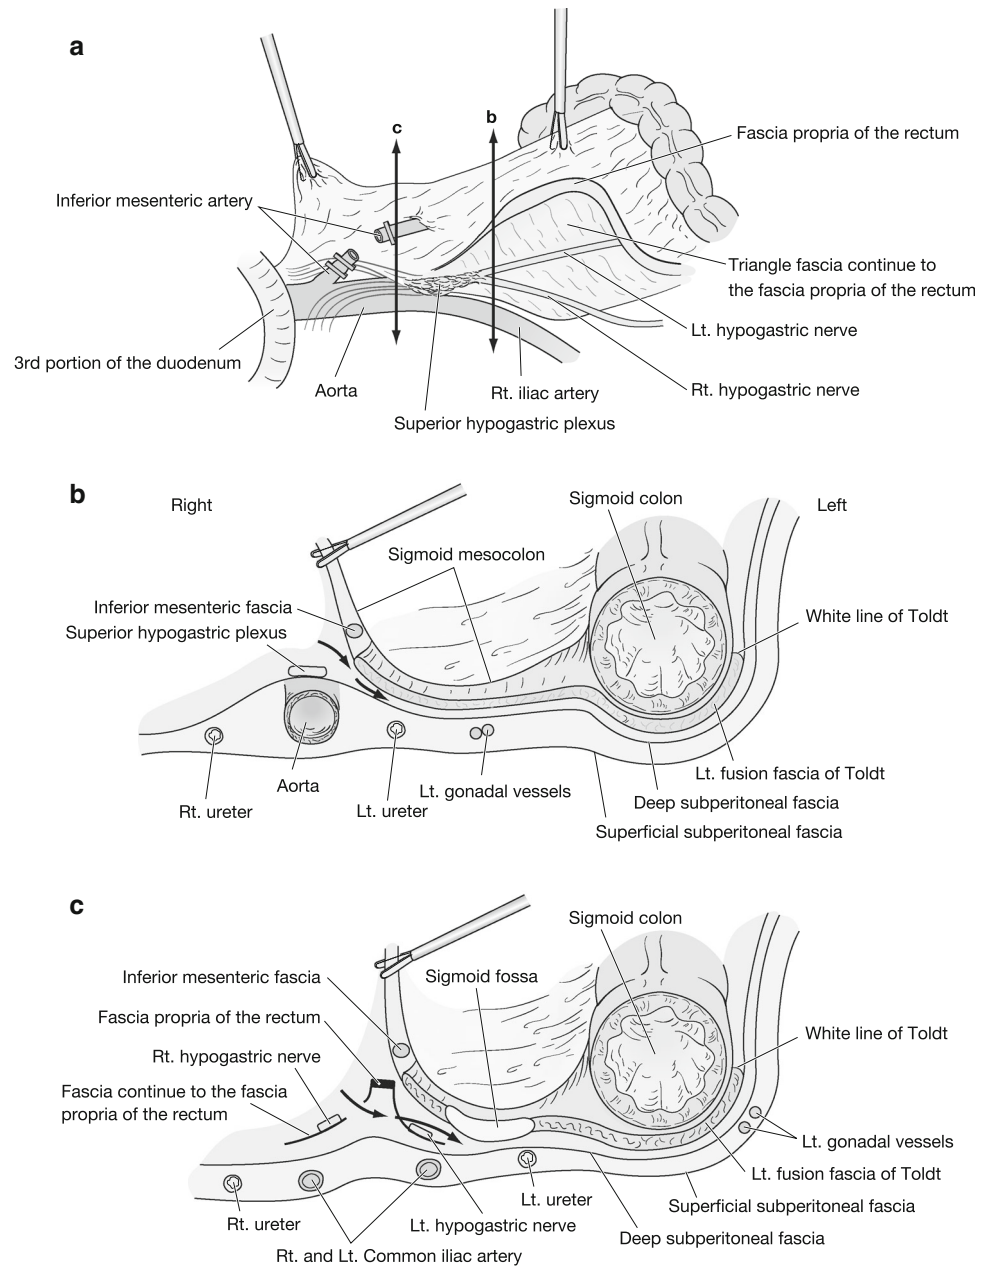 a
c
b
Fascia propria of the rectum
Inferior mesenteric artery
Triangle fascia continue to
the fascia propria of the rectum
Lt. hypogastric nerve
3rd portion of the duodenum
Aorta
Rt. iliac artery
Rt. hypogastric nerve
Superior hypogastric plexus
b
Right
Sigmoid colon
Left
Sigmoid mesocolon
Inferior mesenteric fascia
White line of Toldt
Superior hypogastric plexus
Lt. fusion fascia of Toldt
Aorta
Lt. gonadal vessels
Deep subperitoneal fascia
Rt. ureter
Lt. ureter
Superficial subperitoneal fascia
c
Sigmoid colon
Inferior mesenteric fascia
Sigmoid fossa
Fascia propria of the rectum
White line of Toldt
Rt. hypogastric nerve
Fascia continue to the fascia
propria of the rectum
Lt. gonadal vessels
Lt. fusion fascia of Toldt
Lt. ureter
Superficial subperitoneal fascia
Rt. ureter
Lt. hypogastric nerve
Deep subperitoneal fascia
Rt. and Lt. Common iliac artery